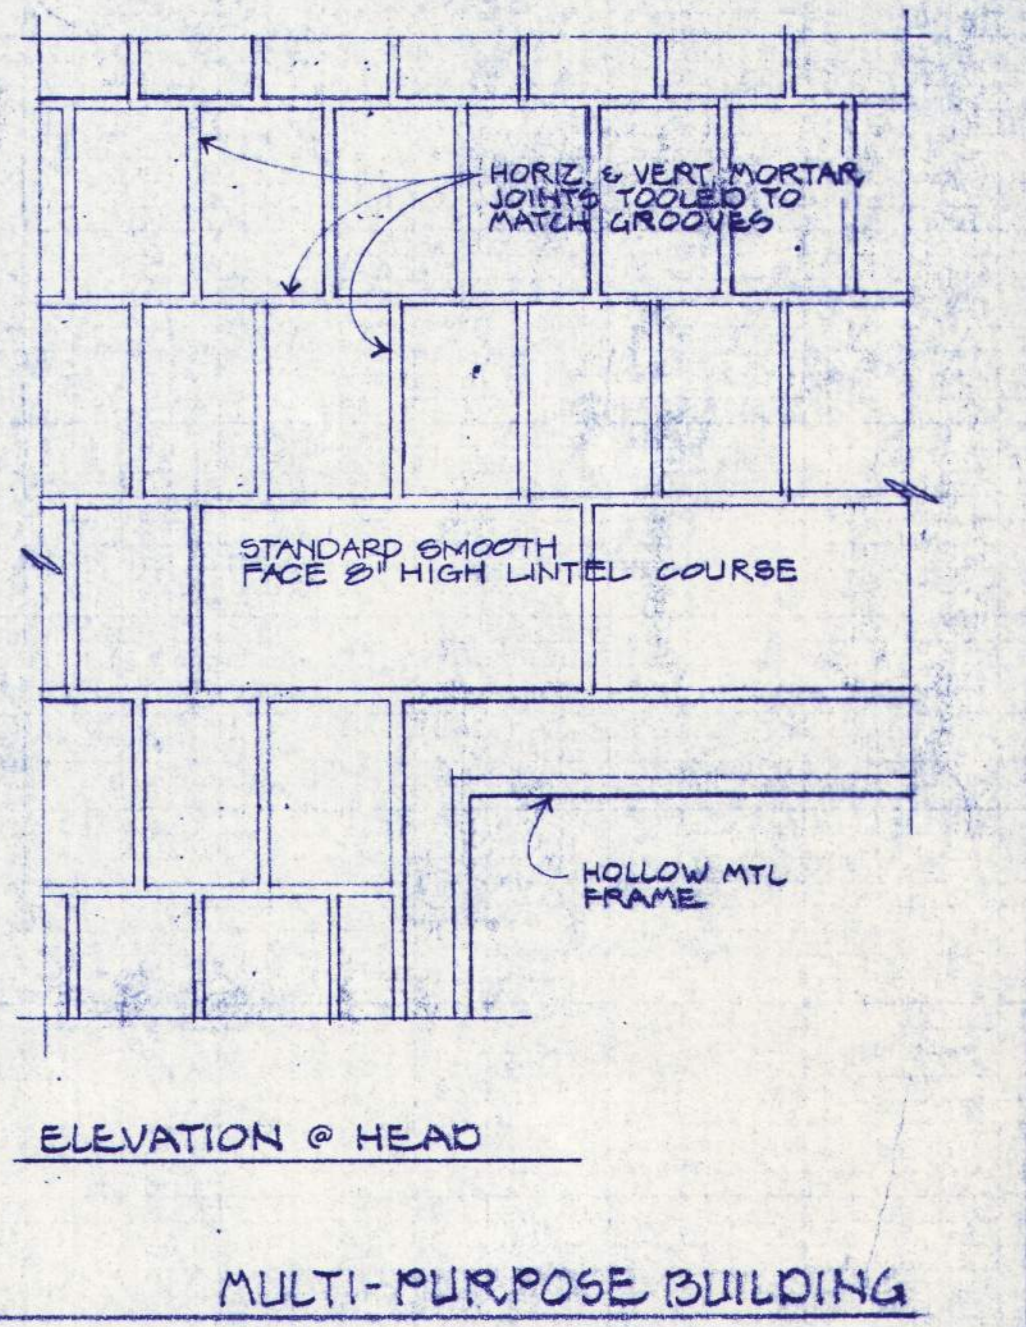 HORIZ & VERT. MORTAR
JOINTS TOOLED TO
MATCH GROOVES
STANDARD SMOOTH
FACE 8" HIGH LINTEL COURSE
HOLLOW MTL
FRAME
ELEVATION @ HEAD
MULTI-PURPOSE BUILDING